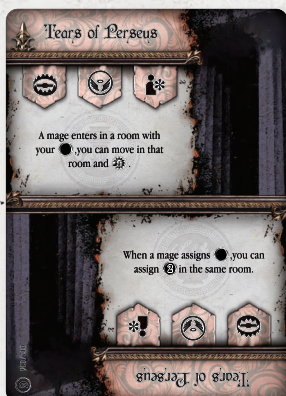 Tears of Perseus
A mage enters in a room with
your , you can move in that
room and .
When a mage assigns , you can
assign 2 in the same room.
Tears of Perseus